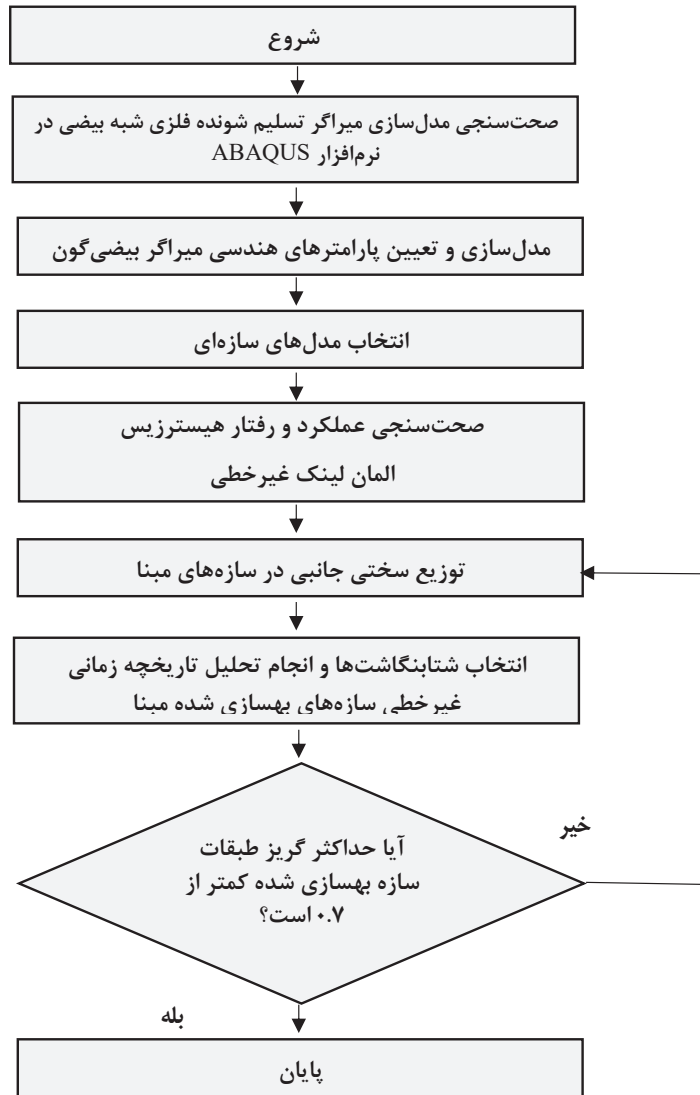 شروع
صحت‌سنجی مدل‌سازی میراگر تسلیم شونده فلزی شبه بیضی در
نرم‌افزار ABAQUS
مدل‌سازی و تعیین پارامترهای هندسی میراگر بیضی‌گون
انتخاب مدل‌های سازه‌ای
صحت‌سنجی عملکرد و رفتار هیسترزیس
المان لینک غیرخطی
توزیع سختی جانبی در سازه‌های مبنا
انتخاب شتابنگاشت‌ها و انجام تحلیل تاریخچه زمانی
غیرخطی سازه‌های بهسازی شده مبنا
خیر
آیا حداکثر گریز طبقات
سازه بهسازی شده کمتر از
۰.۷ است؟
بله
پایان